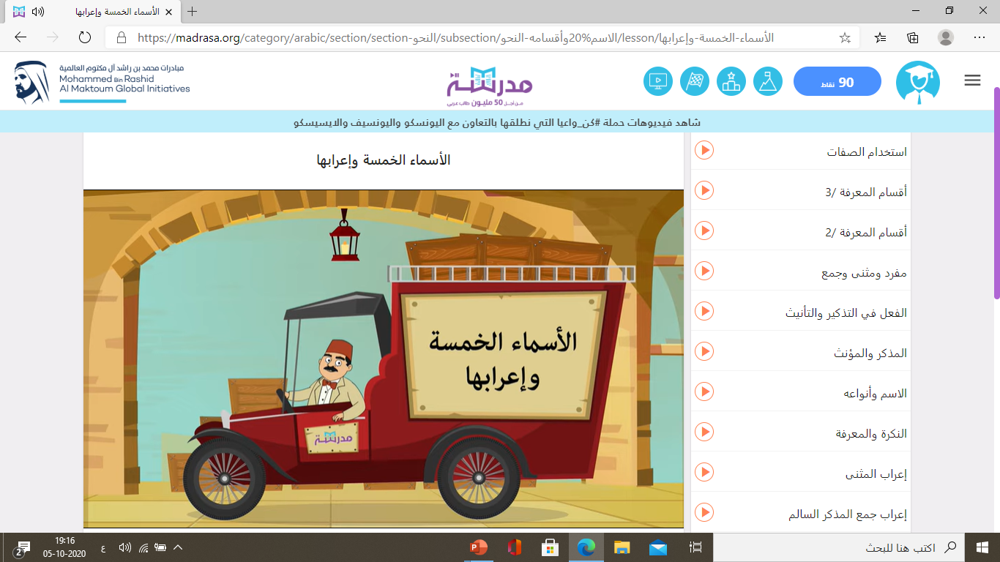 الأسماء الخمسة وإعرابها
https://madrasa.org/category/arabic/section/section-النحو/subsection/الاسم%20وأقسامه-النحو/lesson/الأسماء-الخمسة-وإعرابها
مبادرات محمد بن راشد آل مكتوم العالمية
Mohammed Bin Rashid
Al Maktoum Global Initiatives
مدرسة
من أجل 50 مليون طالب عربي
90 نقاط
شاهد فيديوهات حملة #كن_واعيا التي نطلقها بالتعاون مع اليونسكو واليونسيف والايسيسكو
الأسماء الخمسة وإعرابها
الأسماء الخمسة
وإعرابها
مدرسة
استخدام الصفات
أقسام المعرفة /3
أقسام المعرفة /2
مفرد ومثنى وجمع
الفعل في التذكير والتأنيث
المذكر والمؤنث
الاسم وأنواعه
النكرة والمعرفة
إعراب المثنى
إعراب جمع المذكر السالم
اكتب هنا للبحث
ع
19:16
05-10-2020
2